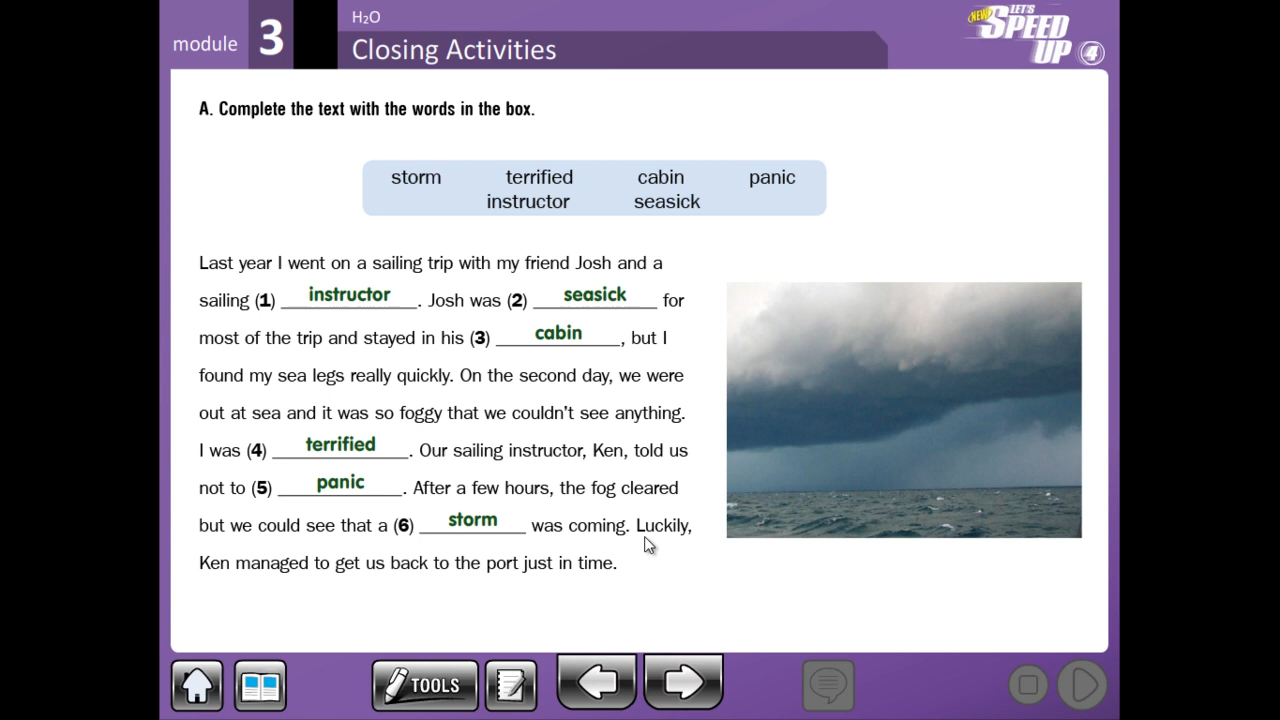 module 3
H₂O
Closing Activities
NEW LET'S SPEED UP 4
A. Complete the text with the words in the box.
storm terrified cabin panic
instructor seasick
Last year I went on a sailing trip with my friend Josh and a
sailing (1) instructor. Josh was (2) seasick for
most of the trip and stayed in his (3) cabin, but I
found my sea legs really quickly. On the second day, we were
out at sea and it was so foggy that we couldn't see anything.
I was (4) terrified. Our sailing instructor, Ken, told us
not to (5) panic. After a few hours, the fog cleared
but we could see that a (6) storm was coming. Luckily,
Ken managed to get us back to the port just in time.
TOOLS